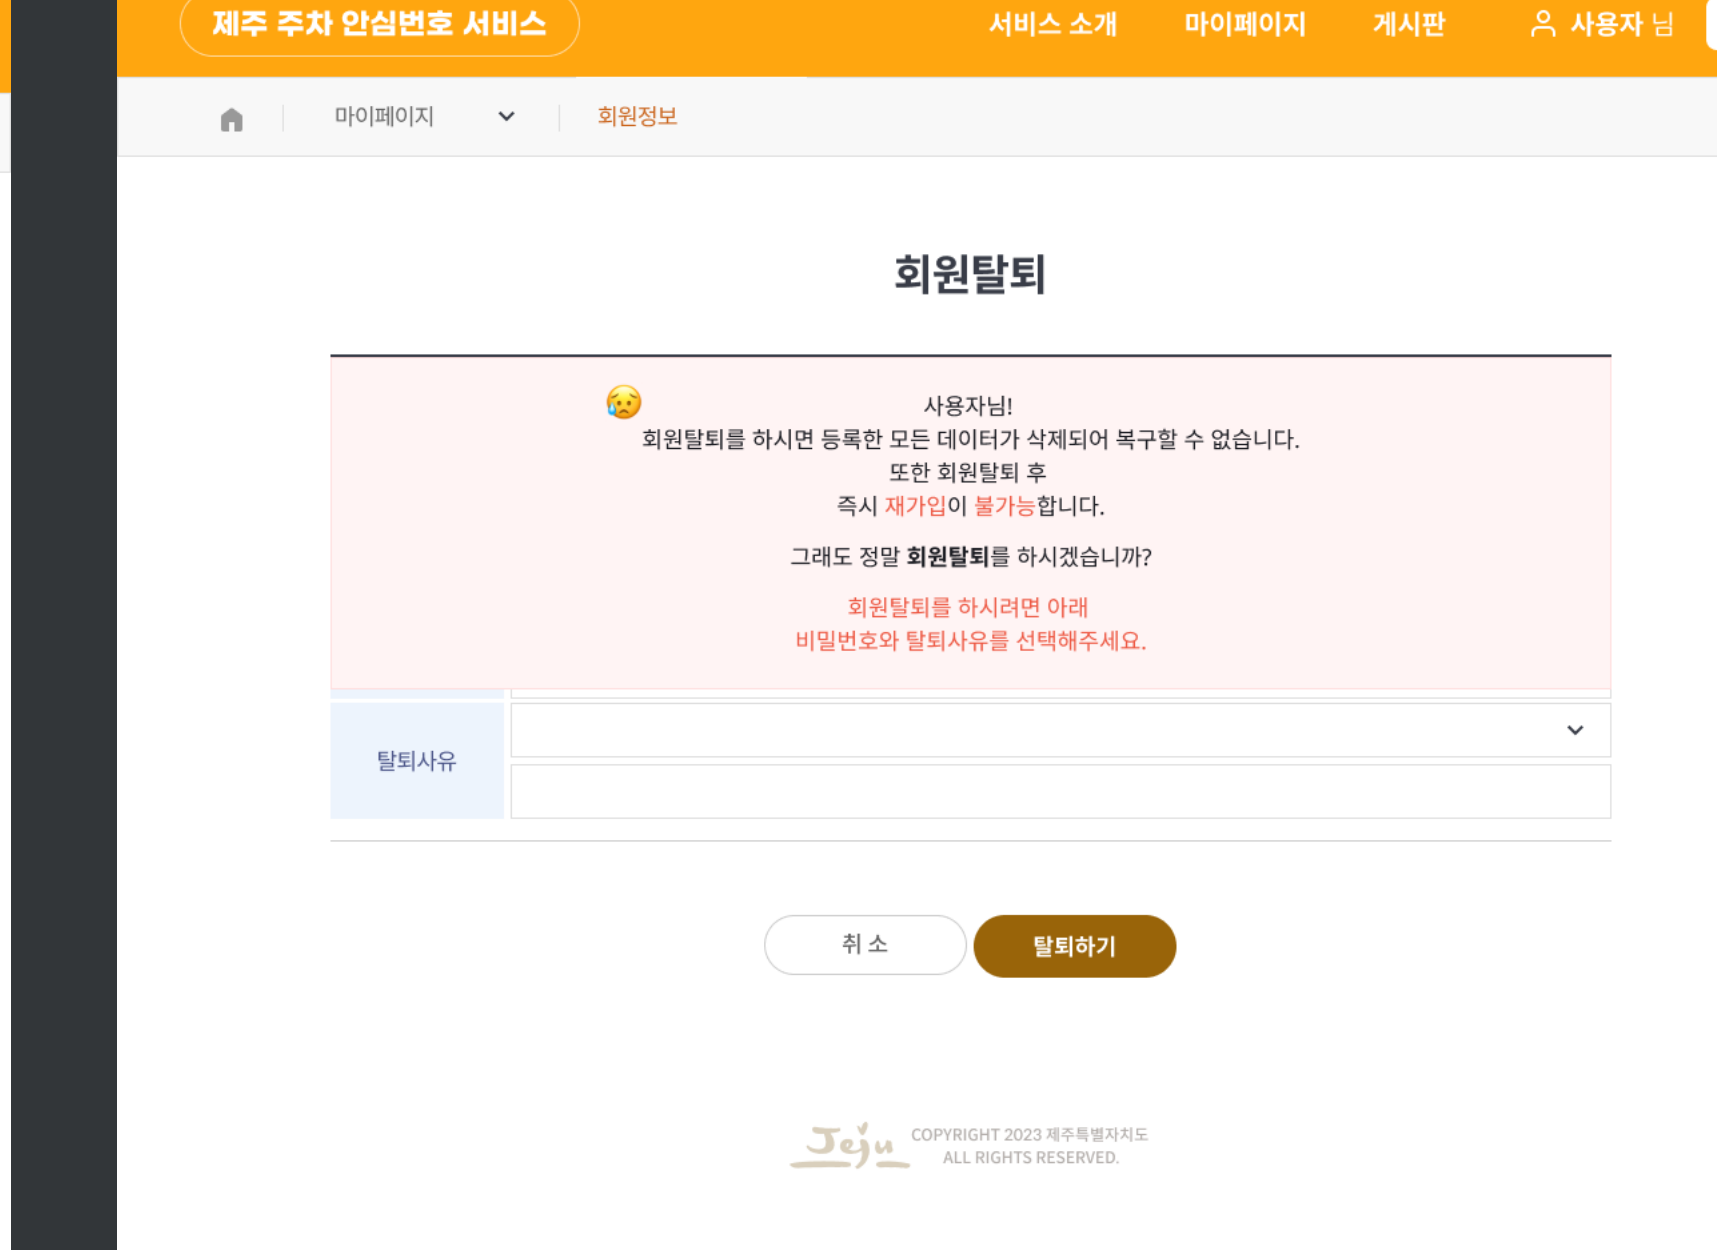 제주 주차 안심번호 서비스
서비스 소개 마이페이지 게시판 사용자 님
마이페이지 회원정보
회원탈퇴
사용자님!
회원탈퇴를 하시면 등록한 모든 데이터가 삭제되어 복구할 수 없습니다.
또한 회원탈퇴 후
즉시 재가입이 불가능합니다.
그래도 정말 회원탈퇴를 하시겠습니까?
회원탈퇴를 하시려면 아래
비밀번호와 탈퇴사유를 선택해주세요.
탈퇴사유
취 소 탈퇴하기
Jeju
COPYRIGHT 2023 제주특별자치도
ALL RIGHTS RESERVED.